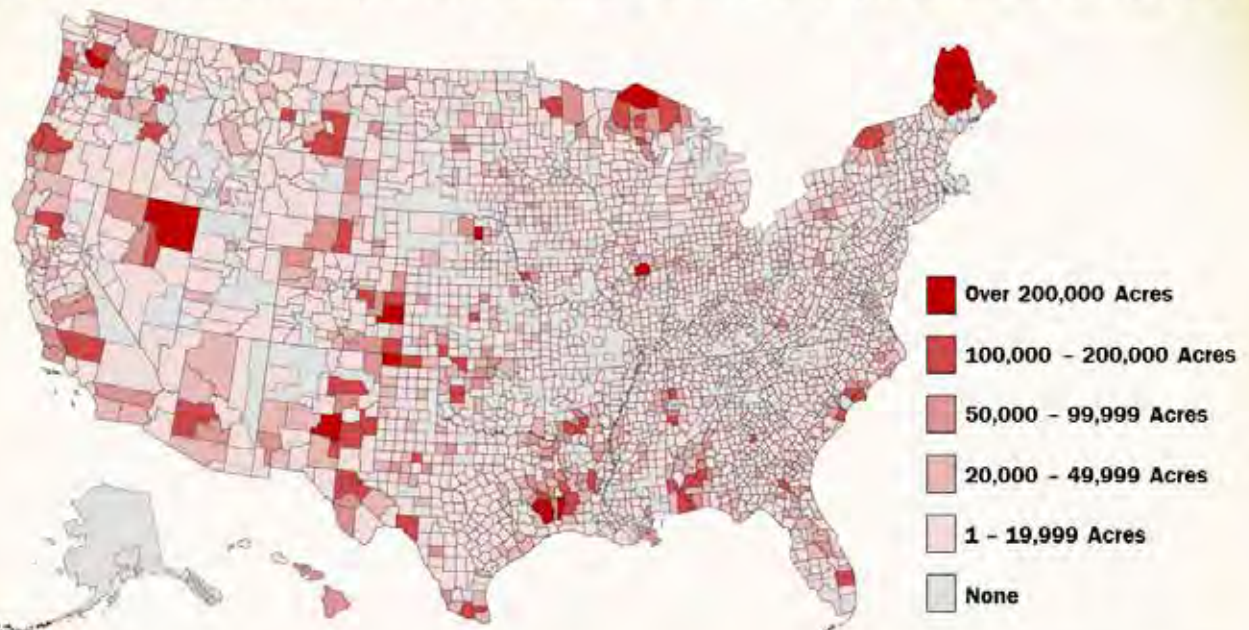 Over 200,000 Acres
100,000 - 200,000 Acres
50,000 - 99,999 Acres
20,000 - 49,999 Acres
1 - 19,999 Acres
None